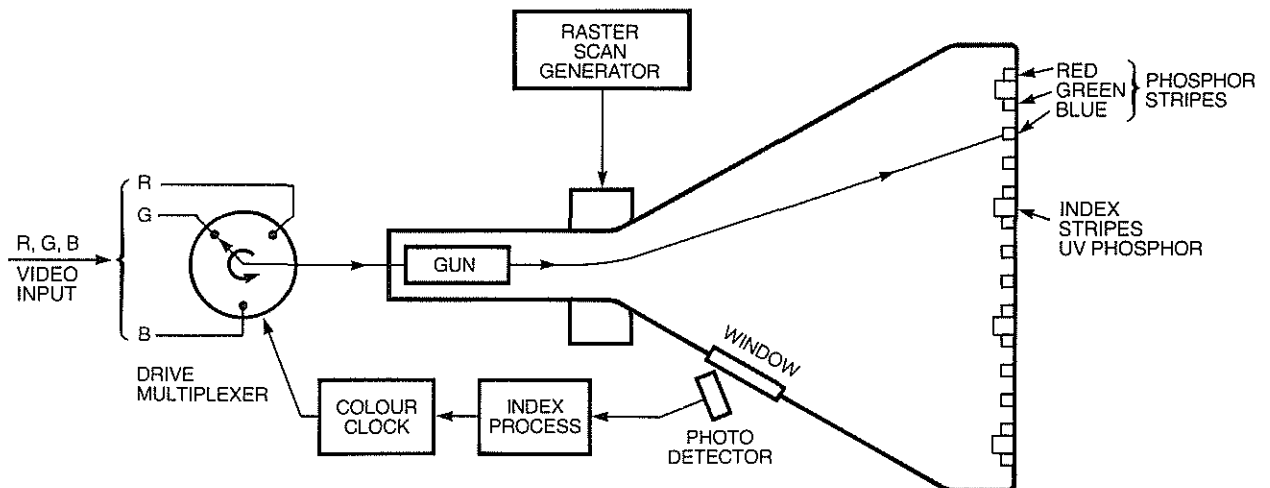 RASTER
SCAN
GENERATOR
RED
GREEN
BLUE
PHOSPHOR
STRIPES
R
G
R, G, B
VIDEO
INPUT
B
GUN
INDEX
STRIPES
UV PHOSPHOR
WINDOW
DRIVE
MULTIPLEXER
COLOUR
CLOCK
INDEX
PROCESS
PHOTO
DETECTOR